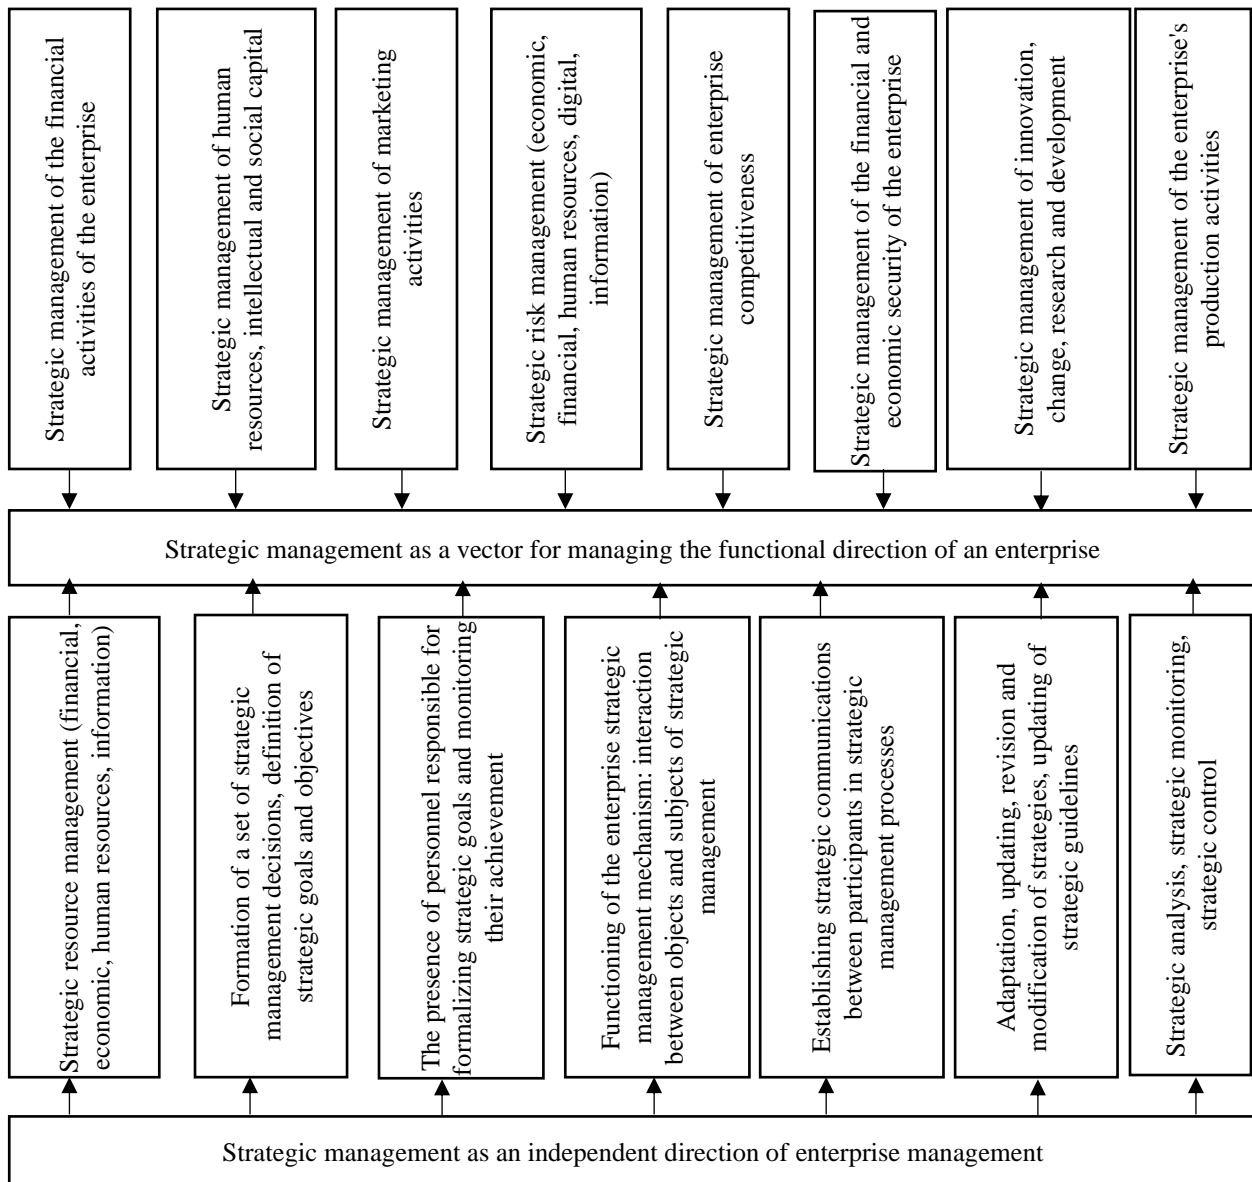 Strategic management of the financial
activities of the enterprise
Strategic management of human
resources, intellectual and social capital
Strategic management of marketing
activities
Strategic risk management (economic,
financial, human resources, digital,
information)
Strategic management of enterprise
competitiveness
Strategic management of the financial and
economic security of the enterprise
Strategic management of innovation,
change, research and development
Strategic management of the enterprise's
production activities
Strategic management as a vector for managing the functional direction of an enterprise
Strategic resource management (financial,
economic, human resources, information)
Formation of a set of strategic
management decisions, definition of
strategic goals and objectives
The presence of personnel responsible for
formalizing strategic goals and monitoring
their achievement
Functioning of the enterprise strategic
management mechanism: interaction
between objects and subjects of strategic
management
Establishing strategic communications
between participants in strategic
management processes
Adaptation, updating, revision and
modification of strategies, updating of
strategic guidelines
Strategic analysis, strategic monitoring,
strategic control
Strategic management as an independent direction of enterprise management